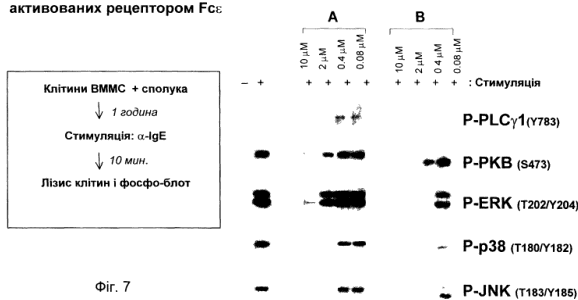 активованих рецептором Fcε
A B
10 μM 2 μM 0.4 μM 0.08 μM 10 μM 2 μM 0.4 μM 0.08 μM
– + + + + + + + + + : Стимуляція
Клітини BMMC + сполука
1 година
Стимуляція: α-IgE
10 мин.
Лізис клітин і фосфо-блот
P-PLCγ1(Y783)
P-PKB (S473)
P-ERK (T202/Y204)
P-p38 (T180/Y182)
P-JNK (T183/Y185)
Фіг. 7